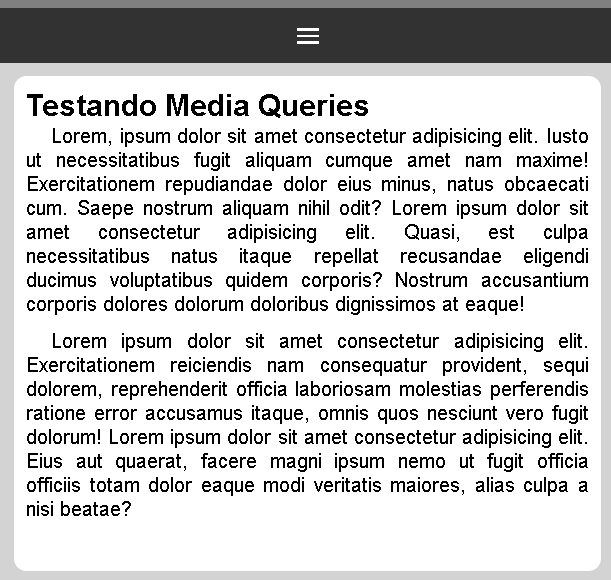 Testando Media Queries
Lorem, ipsum dolor sit amet consectetur adipisicing elit. Iusto
ut necessitatibus fugit aliquam cumque amet nam maxime!
Exercitationem repudiandae dolor eius minus, natus obcaecati
cum. Saepe nostrum aliquam nihil odit? Lorem ipsum dolor sit
amet consectetur adipisicing elit. Quasi, est culpa
necessitatibus natus itaque repellat recusandae eligendi
ducimus voluptatibus quidem corporis? Nostrum accusantium
corporis dolores dolorum doloribus dignissimos at eaque!
Lorem ipsum dolor sit amet consectetur adipisicing elit.
Exercitationem reiciendis nam consequatur provident, sequi
dolorem, reprehenderit officia laboriosam molestias perferendis
ratione error accusamus itaque, omnis quos nesciunt vero fugit
dolorum! Lorem ipsum dolor sit amet consectetur adipisicing elit.
Eius aut quaerat, facere magni ipsum nemo ut fugit officia
officiis totam dolor eaque modi veritatis maiores, alias culpa a
nisi beatae?